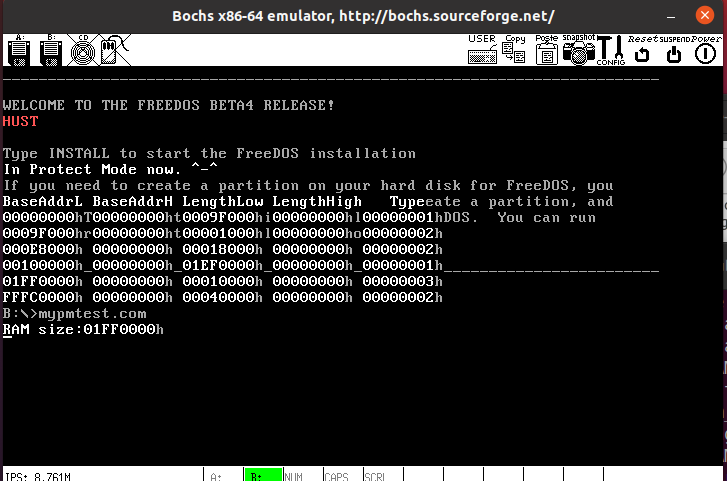 Bochs x86-64 emulator, http://bochs.sourceforge.net/
A: B: CD USER Copy Paste snapshot CONFIG Reset SUSPEND Power
WELCOME TO THE FREEDOS BETA4 RELEASE!
HUST
Type INSTALL to start the FreeDOS installation
In Protect Mode now. ^-^
If you need to create a partition on your hard disk for FreeDOS, you
BaseAddrL BaseAddrH LengthLow LengthHigh   Typeeate a partition, and
00000000hT00000000ht0009F000hi00000000hl00000001hDOS.  You can run
0009F000hr00000000ht00001000hl00000000ho00000002h
000E8000h 00000000h 00018000h 00000000h 00000002h
00100000h_00000000h_01EF0000h_00000000h_00000001h___________________________
01FF0000h 00000000h 00010000h 00000000h 00000003h
FFFC0000h 00000000h 00040000h 00000000h 00000002h
B:\>mypmtest.com
RAM size:01FF0000h
IPS: 8.761M A: B: NUM CAPS SCRL